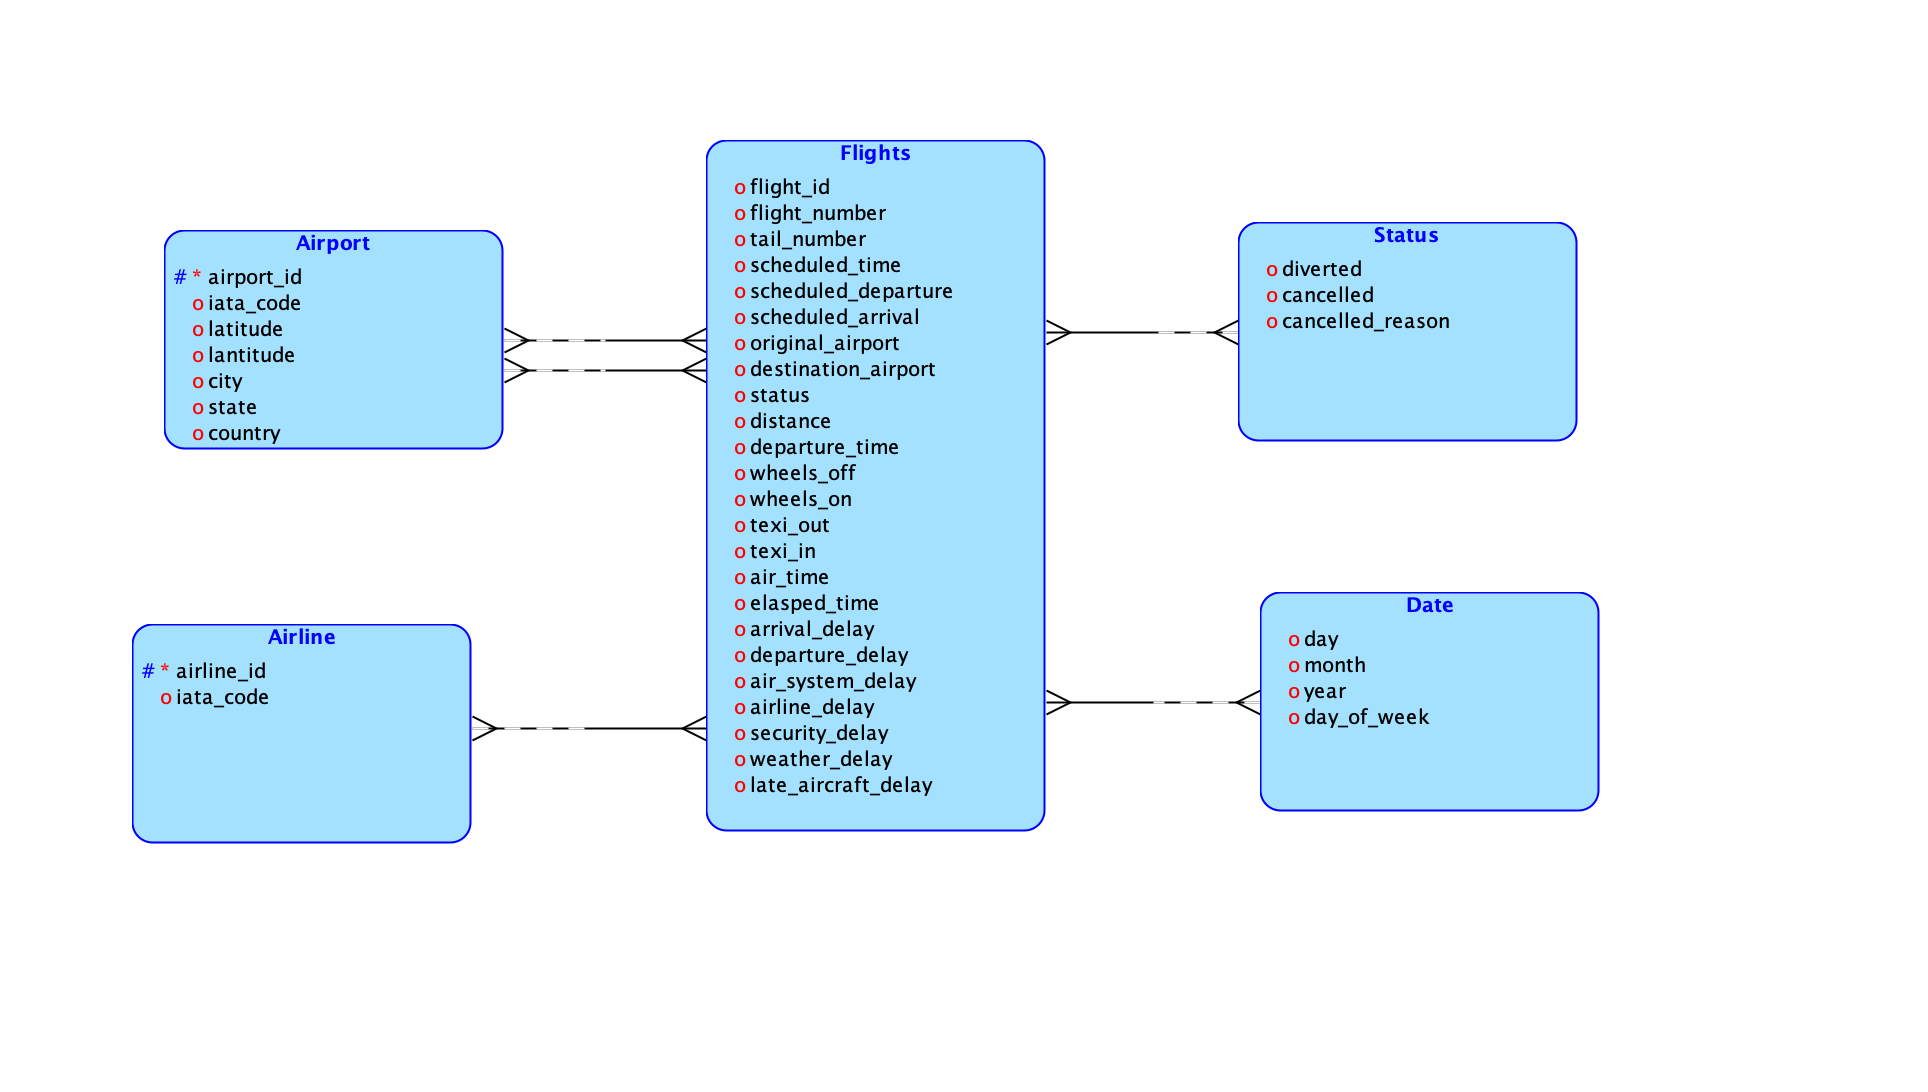 Airport
# * airport_id
o iata_code
o latitude
o lantitude
o city
o state
o country
Airline
# * airline_id
o iata_code
Flights
o flight_id
o flight_number
o tail_number
o scheduled_time
o scheduled_departure
o scheduled_arrival
o original_airport
o destination_airport
o status
o distance
o departure_time
o wheels_off
o wheels_on
o texi_out
o texi_in
o air_time
o elasped_time
o arrival_delay
o departure_delay
o air_system_delay
o airline_delay
o security_delay
o weather_delay
o late_aircraft_delay
Status
o diverted
o cancelled
o cancelled_reason
Date
o day
o month
o year
o day_of_week